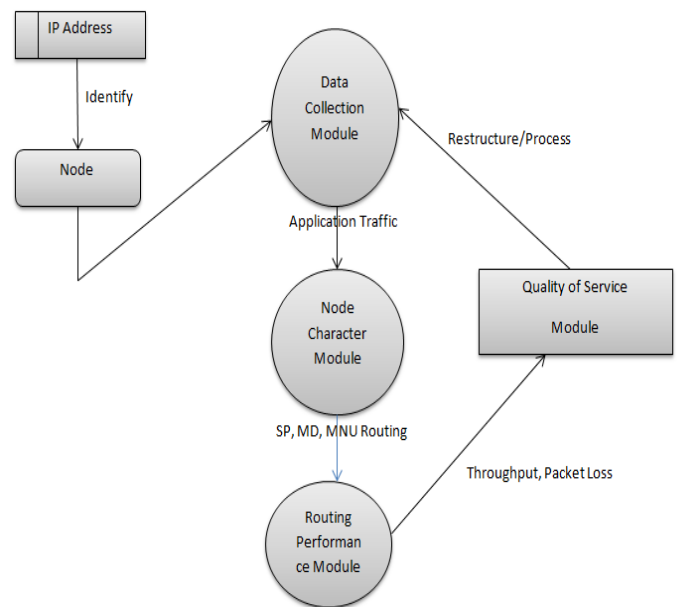 IP Address
Identify
Node
Data
Collection
Module
Restructure/Process
Application Traffic
Quality of Service
Module
Node
Character
Module
SP, MD, MNU Routing
Throughput, Packet Loss
Routing
Performan
ce Module